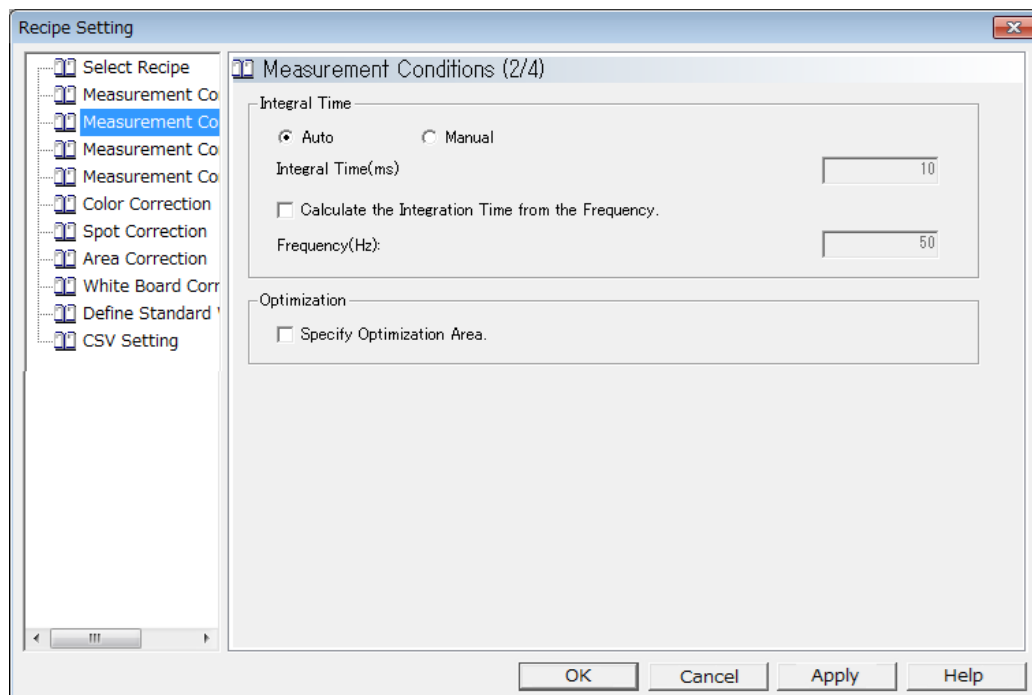 Recipe Setting
Select Recipe
Measurement Co
Measurement Co
Measurement Co
Measurement Co
Color Correction
Spot Correction
Area Correction
White Board Corr
Define Standard
CSV Setting
Measurement Conditions (2/4)
Integral Time
Auto Manual
Integral Time(ms) 10
Calculate the Integration Time from the Frequency.
Frequency(Hz): 50
Optimization
Specify Optimization Area.
OK Cancel Apply Help